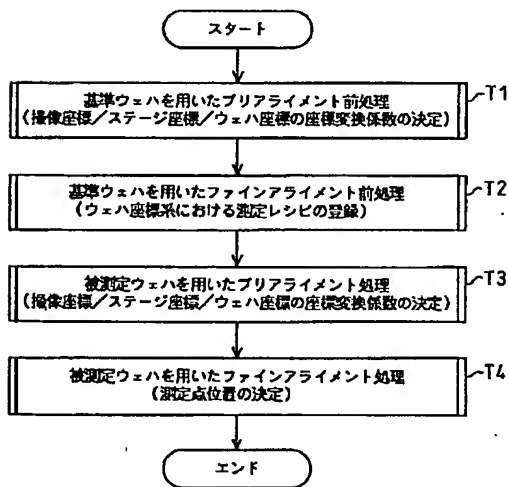 スタート
基準ウェハを用いたプリアライメント前処理
(撮像座標/ステージ座標/ウェハ座標の座標変換係数の決定)
T1
基準ウェハを用いたファインアライメント前処理
(ウェハ座標系における測定レシピの登録)
T2
被測定ウェハを用いたプリアライメント処理
(撮像座標/ステージ座標/ウェハ座標の座標変換係数の決定)
T3
被測定ウェハを用いたファインアライメント処理
(測定点位置の決定)
T4
エンド